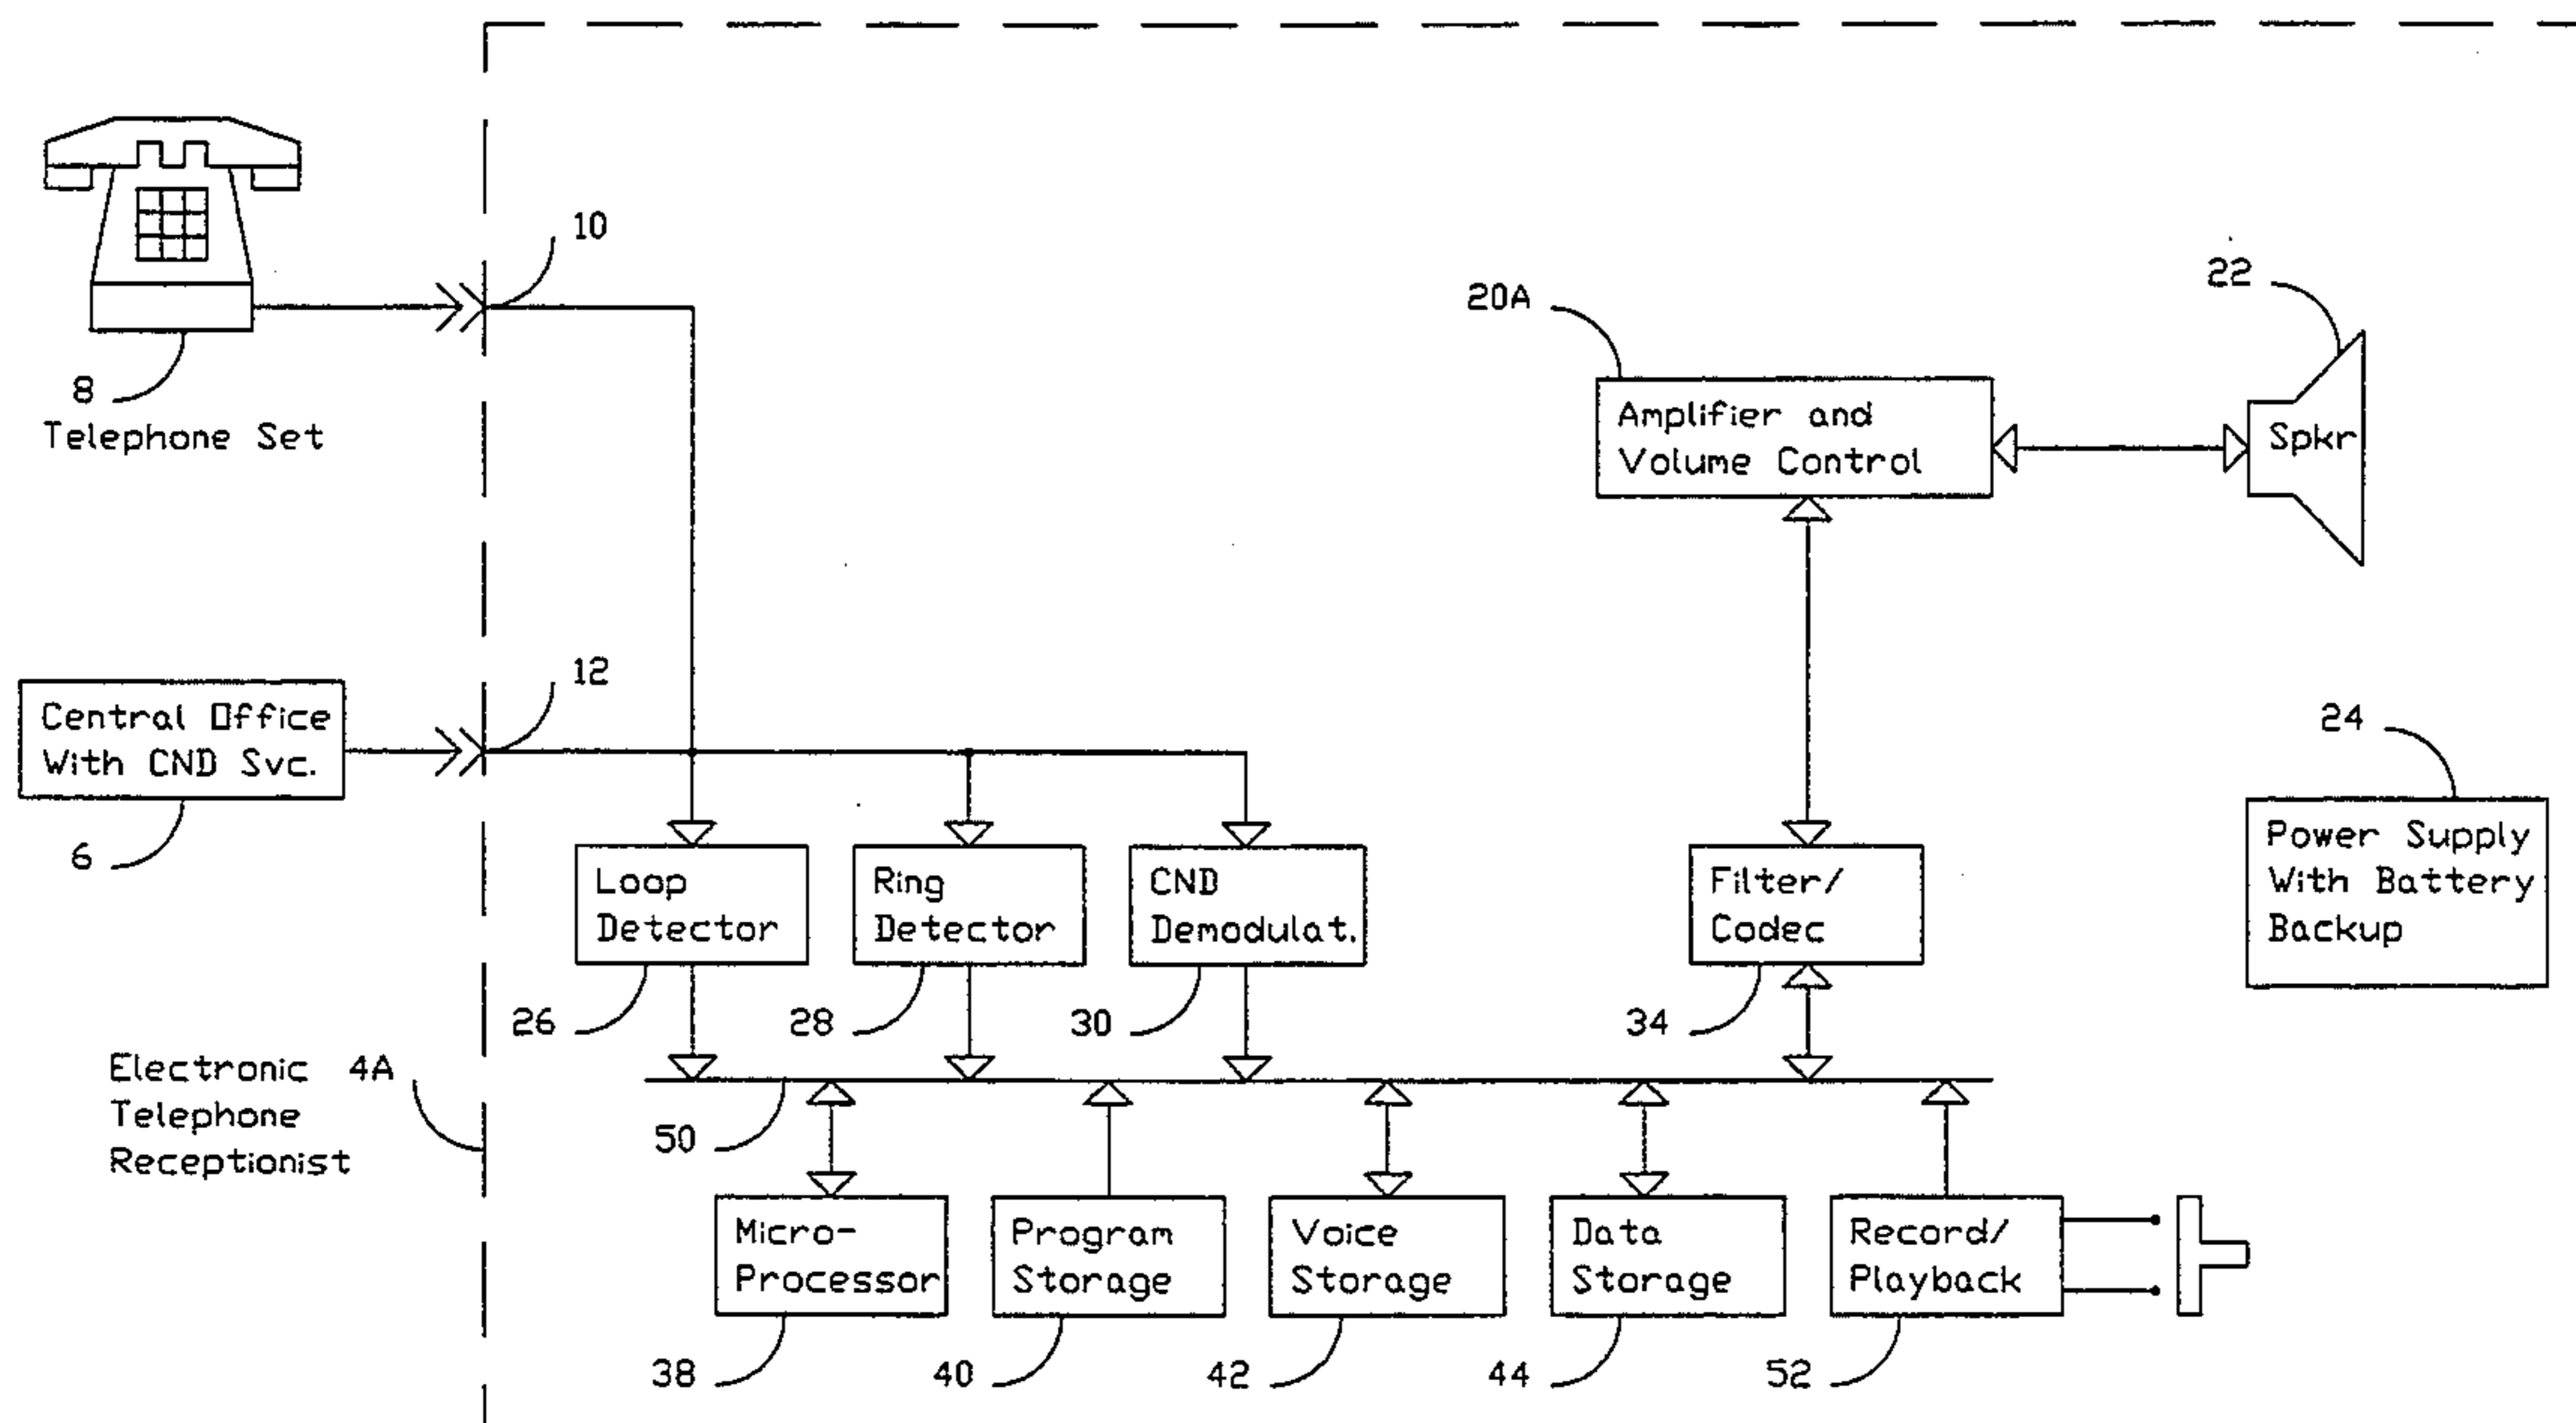 10
22
20A
Amplifier and
Volume Control
Spkr
8
Telephone Set
12
Central Office
With CND Svc.
24
6
Power Supply
With Battery
Backup
Loop
Detector
Ring
Detector
CND
Demodulat.
Filter/
Codec
26
28
30
34
Electronic 4A
Telephone
Receptionist
50
Micro-
Processor
Program
Storage
Voice
Storage
Data
Storage
Record/
Playback
38
40
42
44
52